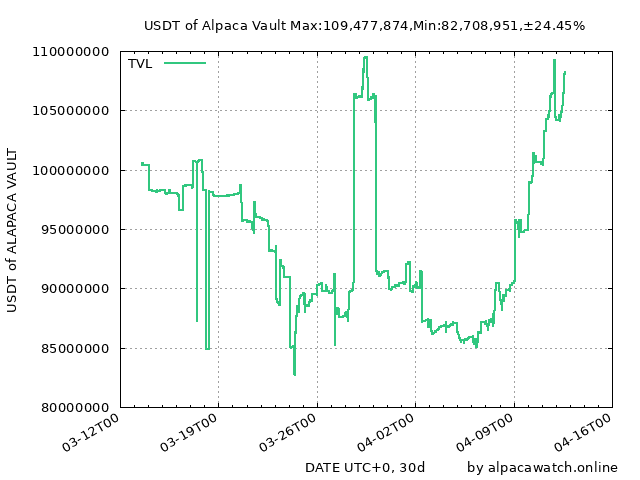 USDT of Alpaca Vault Max:109,477,874,Min:82,708,951,±24.45%
110000000
TVL
105000000
100000000
95000000
90000000
85000000
80000000
USDT of ALAPACA VAULT
03-12T00
03-19T00
03-26T00
04-02T00
04-09T00
04-16T00
DATE UTC+0, 30d
by alpacawatch.online